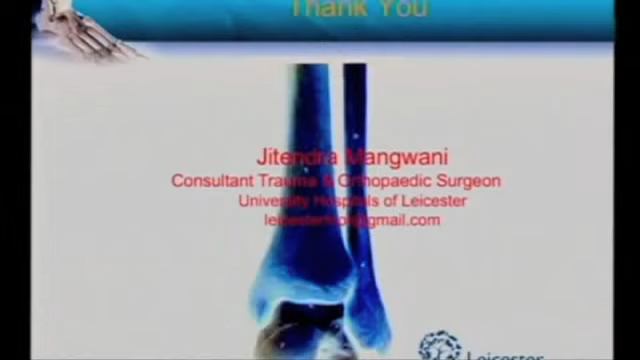 Thank You
Jitendra Mangwani
Consultant Trauma & Orthopaedic Surgeon
University Hospitals of Leicester
Leicester